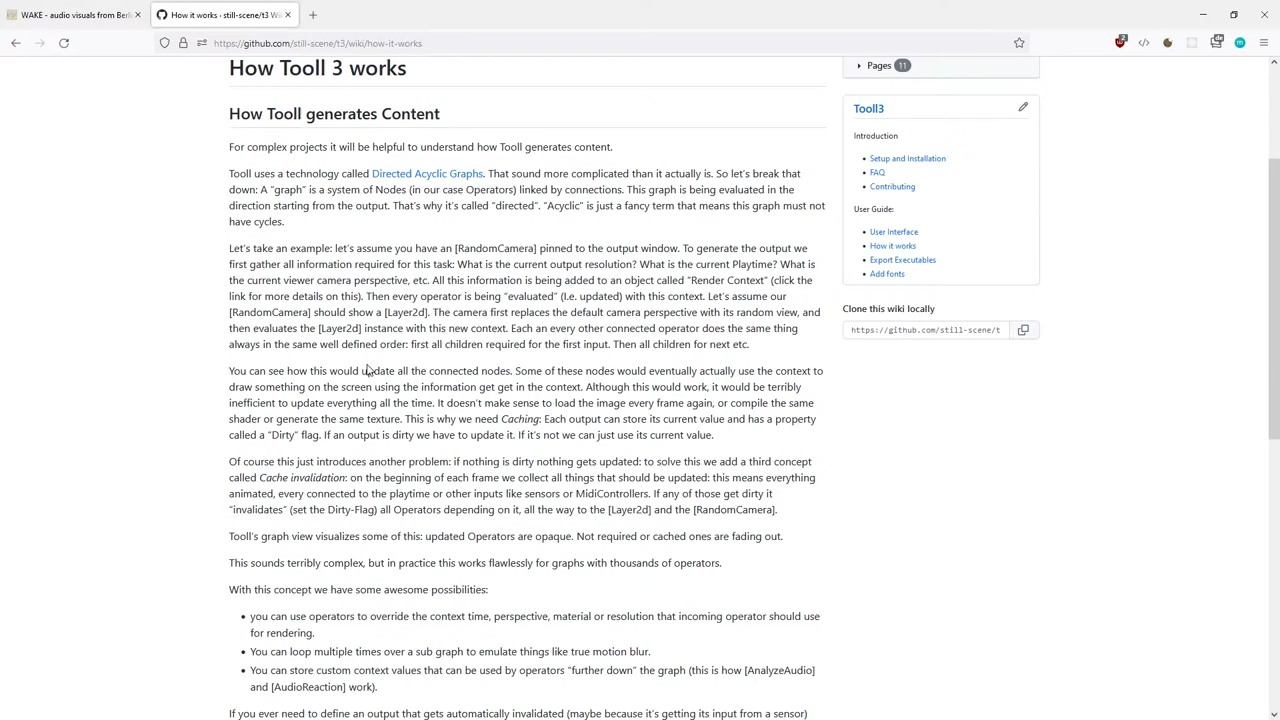 WAKE - audio visuals from Berl
How it works · still-scene/t3 Wi
https://github.com/still-scene/t3/wiki/how-it-works
How Tooll 3 works
Pages 11
How Tooll generates Content
For complex projects it will be helpful to understand how Tooll generates content.
Tooll uses a technology called Directed Acyclic Graphs. That sound more complicated than it actually is. So let's break that
down: A "graph" is a system of Nodes (in our case Operators) linked by connections. This graph is being evaluated in the
direction starting from the output. That's why it's called "directed". "Acyclic" is just a fancy term that means this graph must not
have cycles.
Let's take an example: let's assume you have an [RandomCamera] pinned to the output window. To generate the output we
first gather all information required for this task: What is the current output resolution? What is the current Playtime? What is
the current viewer camera perspective, etc. All this information is being added to an object called "Render Context" (click the
link for more details on this). Then every operator is being "evaluated" (I.e. updated) with this context. Let's assume our
[RandomCamera] should show a [Layer2d]. The camera first replaces the default camera perspective with its random view, and
then evaluates the [Layer2d] instance with this new context. Each an every other connected operator does the same thing
always in the same well defined order: first all children required for the first input. Then all children for next etc.
You can see how this would update all the connected nodes. Some of these nodes would eventually actually use the context to
draw something on the screen using the information get get in the context. Although this would work, it would be terribly
inefficient to update everything all the time. It doesn't make sense to load the image every frame again, or compile the same
shader or generate the same texture. This is why we need Caching: Each output can store its current value and has a property
called a "Dirty" flag. If an output is dirty we have to update it. If it's not we can just use its current value.
Of course this just introduces another problem: if nothing is dirty nothing gets updated: to solve this we add a third concept
called Cache invalidation: on the beginning of each frame we collect all things that should be updated: this means everything
animated, every connected to the playtime or other inputs like sensors or MidiControllers. If any of those get dirty it
"invalidates" (set the Dirty-Flag) all Operators depending on it, all the way to the [Layer2d] and the [RandomCamera].
Tooll's graph view visualizes some of this: updated Operators are opaque. Not required or cached ones are fading out.
This sounds terribly complex, but in practice this works flawlessly for graphs with thousands of operators.
With this concept we have some awesome possibilities:
• you can use operators to override the context time, perspective, material or resolution that incoming operator should use
for rendering.
• You can loop multiple times over a sub graph to emulate things like true motion blur.
• You can store custom context values that can be used by operators "further down" the graph (this is how [AnalyzeAudio]
and [AudioReaction] work).
If you ever need to define an output that gets automatically invalidated (maybe because it's getting its input from a sensor)
Tooll3
Introduction
• Setup and Installation
• FAQ
• Contributing
User Guide:
• User Interface
• How it works
• Export Executables
• Add fonts
Clone this wiki locally
https://github.com/still-scene/t